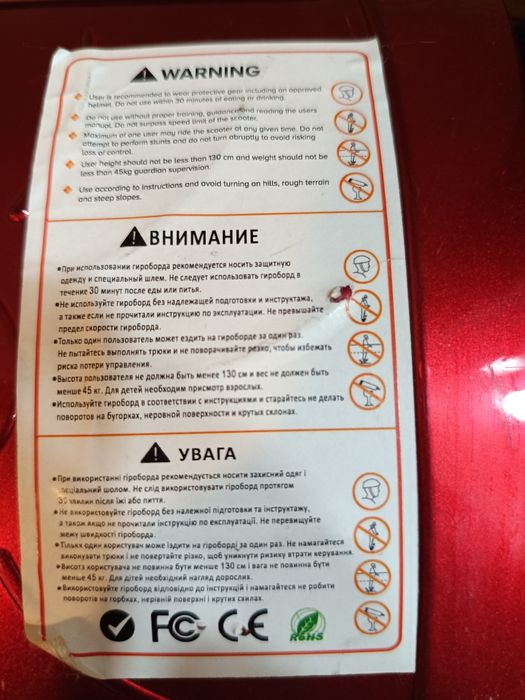 WARNING
User is recommended to wear protective gear including an approved
helmet. Do not use within 30 minutes of eating or drinking.
Do not use without proper training, guidance and reading the users
manual. Do not surpass speed limit of the scooter.
Maximum of one user may ride the scooter at any given time. Do not
attempt to perform stunts and do not turn abruptly to avoid risking
loss of control.
User height should not be less than 130 cm and weight should not be
less than 45kg guardian supervision.
Use according to instructions and avoid turning on hills, rough terrain
and steep slopes.
ВНИМАНИЕ
•При использовании гироборда рекомендуется носить защитную
одежду и специальный шлем. Не следует использовать гироборд в
течение 30 минут после еды или питья.
•Не используйте гироборд без надлежащей подготовки и инструктажа,
а также если не прочитали инструкцию по эксплуатации. Не превышайте
предел скорости гироборда.
•Только один пользователь может ездить на гироборде за один раз.
Не пытайтесь выполнять трюки и не поворачивайте резко, чтобы избежать
риска потери управления.
•Высота пользователя не должна быть менее 130 см и вес не должен быть
меньше 45 кг. Для детей необходим присмотр взрослых.
•Используйте гироборд в соответствии с инструкциями и старайтесь не делать
поворотов на бугорках, неровной поверхности и крутых склонах.
УВАГА
•При використанні гіроборда рекомендується носити захисний одяг і
спеціальний шолом. Не слід використовувати гіроборд протягом
30 хвилин після їжі або пиття.
•Не використовуйте гіроборд без належної підготовки та інструктажу,
а також якщо не прочитали інструкцію по експлуатації. Не перевищуйте
межу швидкості гіроборда.
•Тільки один користувач може їздити на гіроборді за один раз. Не намагайтеся
виконувати трюки і не повертайте різко, щоб уникнути ризику втрати керування.
•Висота користувача не повинна бути менше 130 см і вага не повинна бути
меньше 45 кг. Для дітей необхідний нагляд дорослих.
•Використовуйте гіроборд відповідно до інструкцій і намагайтеся не робити
поворотів на горбках, нерівній поверхні і крутих схилах.
FC CE RoHS